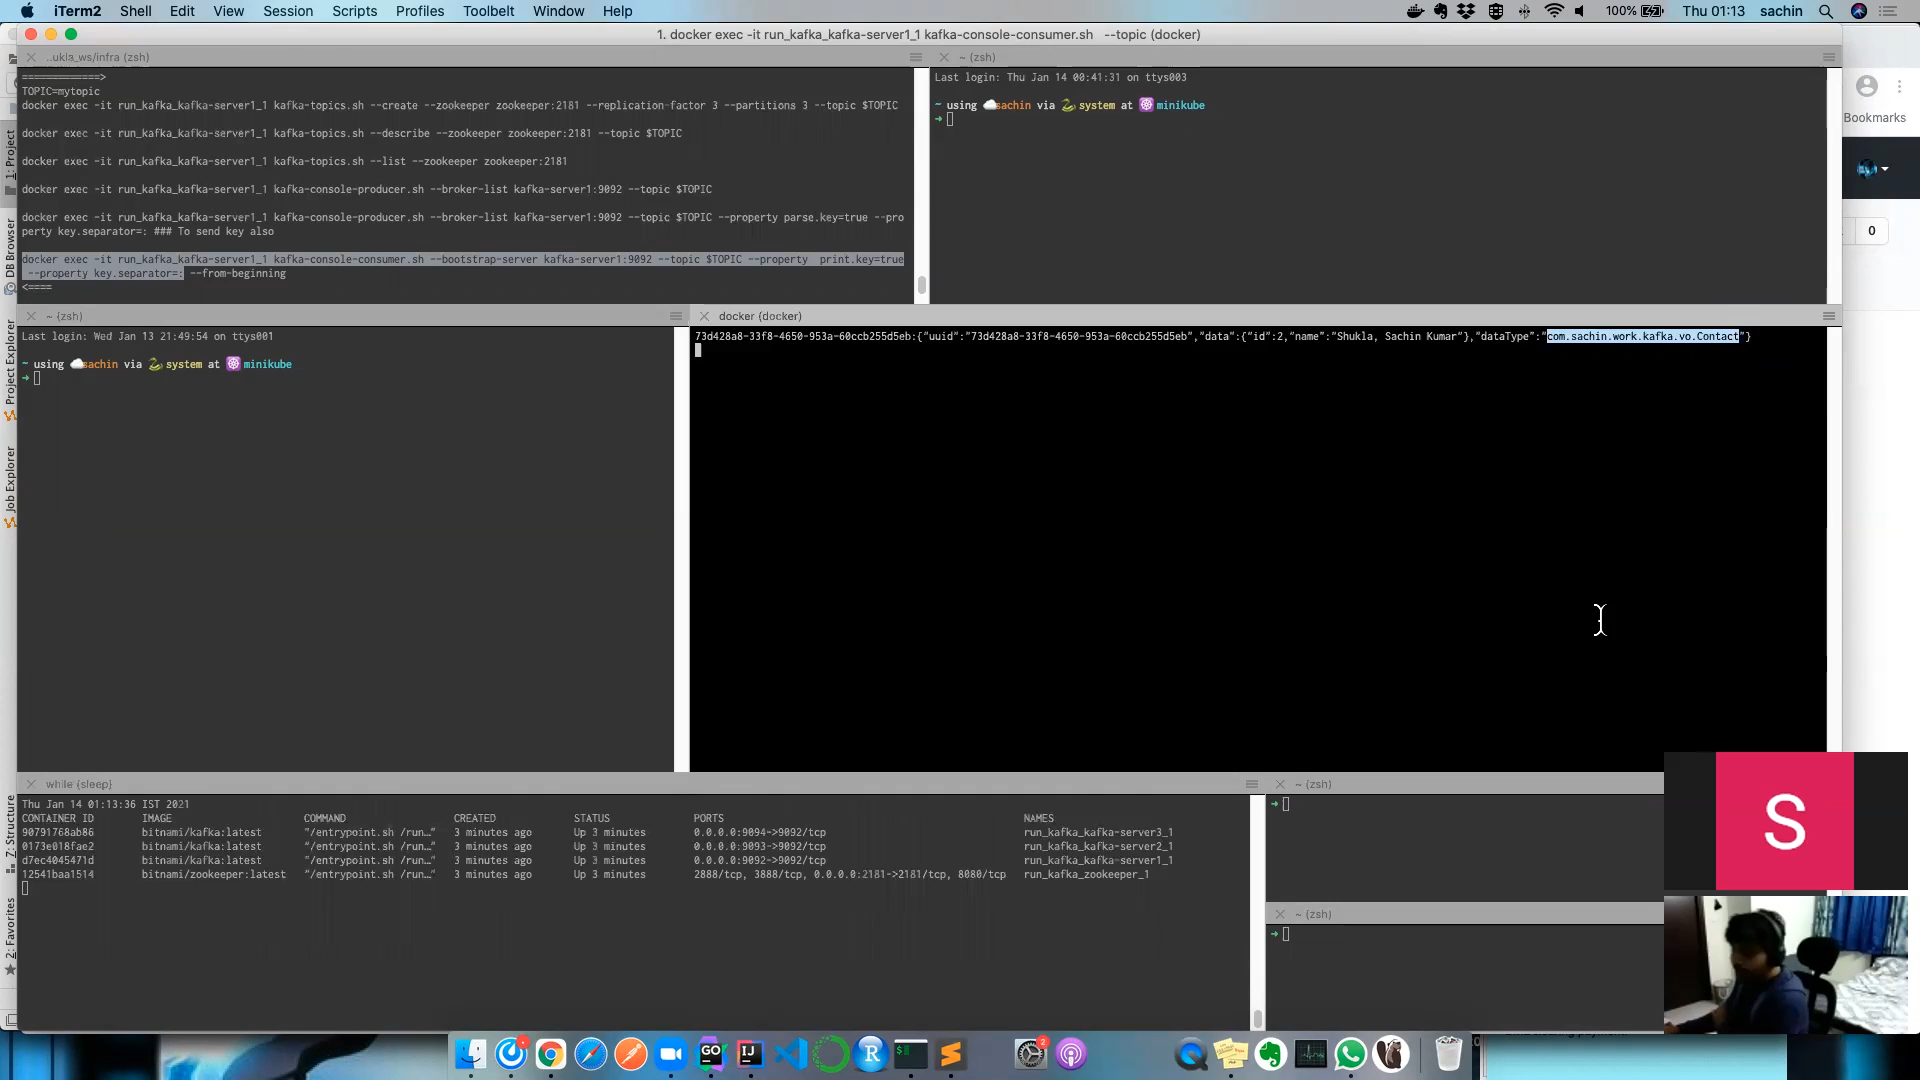 iTerm2 Shell Edit View Session Scripts Profiles Toolbelt Window Help
100% Thu 01:13 sachin
1. docker exec -it run_kafka_kafka-server1_1 kafka-console-consumer.sh --topic (docker)
..ukla_ws/infra (zsh)
=============>
TOPIC=mytopic
docker exec -it run_kafka_kafka-server1_1 kafka-topics.sh --create --zookeeper zookeeper:2181 --replication-factor 3 --partitions 3 --topic $TOPIC
docker exec -it run_kafka_kafka-server1_1 kafka-topics.sh --describe --zookeeper zookeeper:2181 --topic $TOPIC
docker exec -it run_kafka_kafka-server1_1 kafka-topics.sh --list --zookeeper zookeeper:2181
docker exec -it run_kafka_kafka-server1_1 kafka-console-producer.sh --broker-list kafka-server1:9092 --topic $TOPIC
docker exec -it run_kafka_kafka-server1_1 kafka-console-producer.sh --broker-list kafka-server1:9092 --topic $TOPIC --property parse.key=true --pro
perty key.separator=: ### To send key also
docker exec -it run_kafka_kafka-server1_1 kafka-console-consumer.sh --bootstrap-server kafka-server1:9092 --topic $TOPIC --property  print.key=true
--property key.separator=: --from-beginning
<====
~ (zsh)
Last login: Thu Jan 14 00:41:31 on ttys003
~ using sachin via system at minikube
➜
Bookmarks
0
1: Project
DB Browser
Project Explorer
Job Explorer
Z: Structure
2: Favorites
~ (zsh)
Last login: Wed Jan 13 21:49:54 on ttys001
~ using sachin via system at minikube
➜
docker (docker)
73d428a8-33f8-4650-953a-60ccb255d5eb:{"uuid":"73d428a8-33f8-4650-953a-60ccb255d5eb","data":{"id":2,"name":"Shukla, Sachin Kumar"},"dataType":"com.sachin.work.kafka.vo.Contact"}
while (sleep)
Thu Jan 14 01:13:36 IST 2021
CONTAINER ID IMAGE COMMAND CREATED STATUS PORTS NAMES
90791768ab86 bitnami/kafka:latest "/entrypoint.sh /run…" 3 minutes ago Up 3 minutes 0.0.0.0:9094->9092/tcp run_kafka_kafka-server3_1
0173e018fae2 bitnami/kafka:latest "/entrypoint.sh /run…" 3 minutes ago Up 3 minutes 0.0.0.0:9093->9092/tcp run_kafka_kafka-server2_1
d7ec4045471d bitnami/kafka:latest "/entrypoint.sh /run…" 3 minutes ago Up 3 minutes 0.0.0.0:9092->9092/tcp run_kafka_kafka-server1_1
12541baa1514 bitnami/zookeeper:latest "/entrypoint.sh /run…" 3 minutes ago Up 3 minutes 2888/tcp, 3888/tcp, 0.0.0.0:2181->2181/tcp, 8080/tcp run_kafka_zookeeper_1
~ (zsh)
➜
~ (zsh)
➜
S
GO
IJ
R
2